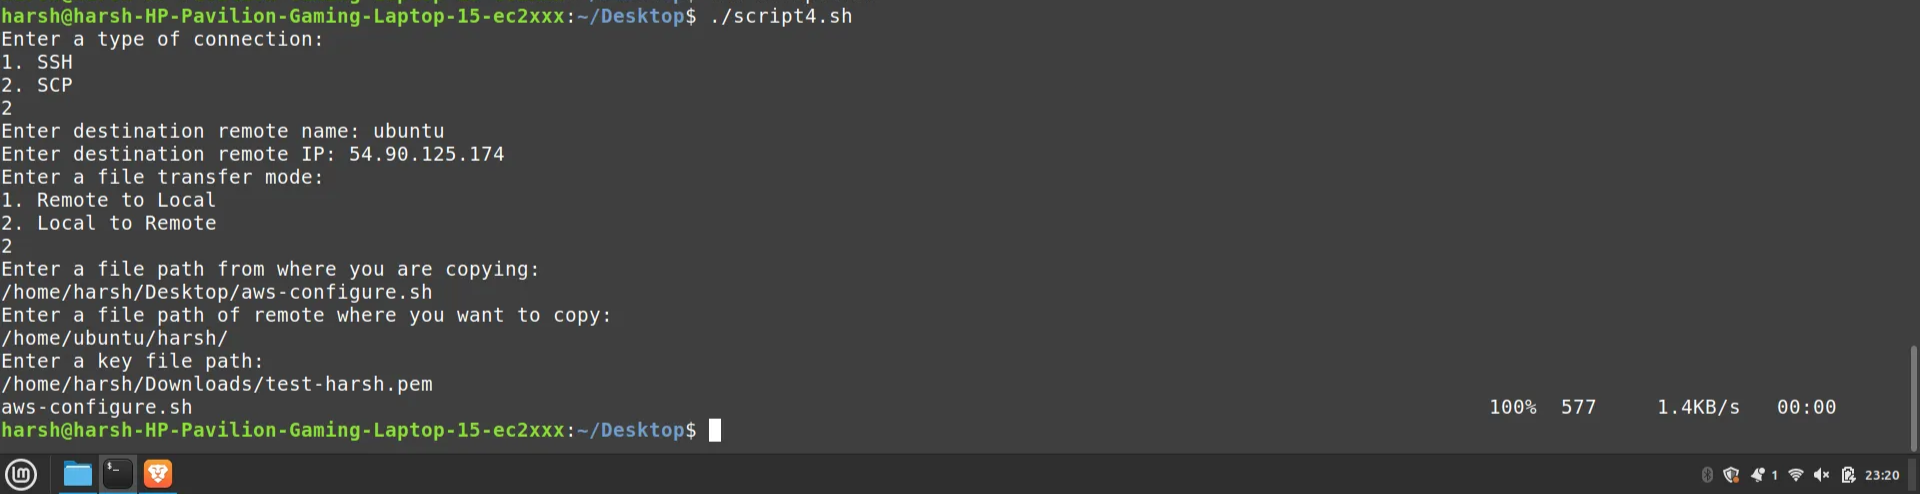 harsh@harsh-HP-Pavilion-Gaming-Laptop-15-ec2xxx:~/Desktop$ ./script4.sh
Enter a type of connection:
1. SSH
2. SCP
2
Enter destination remote name: ubuntu
Enter destination remote IP: 54.90.125.174
Enter a file transfer mode:
1. Remote to Local
2. Local to Remote
2
Enter a file path from where you are copying:
/home/harsh/Desktop/aws-configure.sh
Enter a file path of remote where you want to copy:
/home/ubuntu/harsh/
Enter a key file path:
/home/harsh/Downloads/test-harsh.pem
aws-configure.sh 100% 577 1.4KB/s 00:00
harsh@harsh-HP-Pavilion-Gaming-Laptop-15-ec2xxx:~/Desktop$
1 23:20